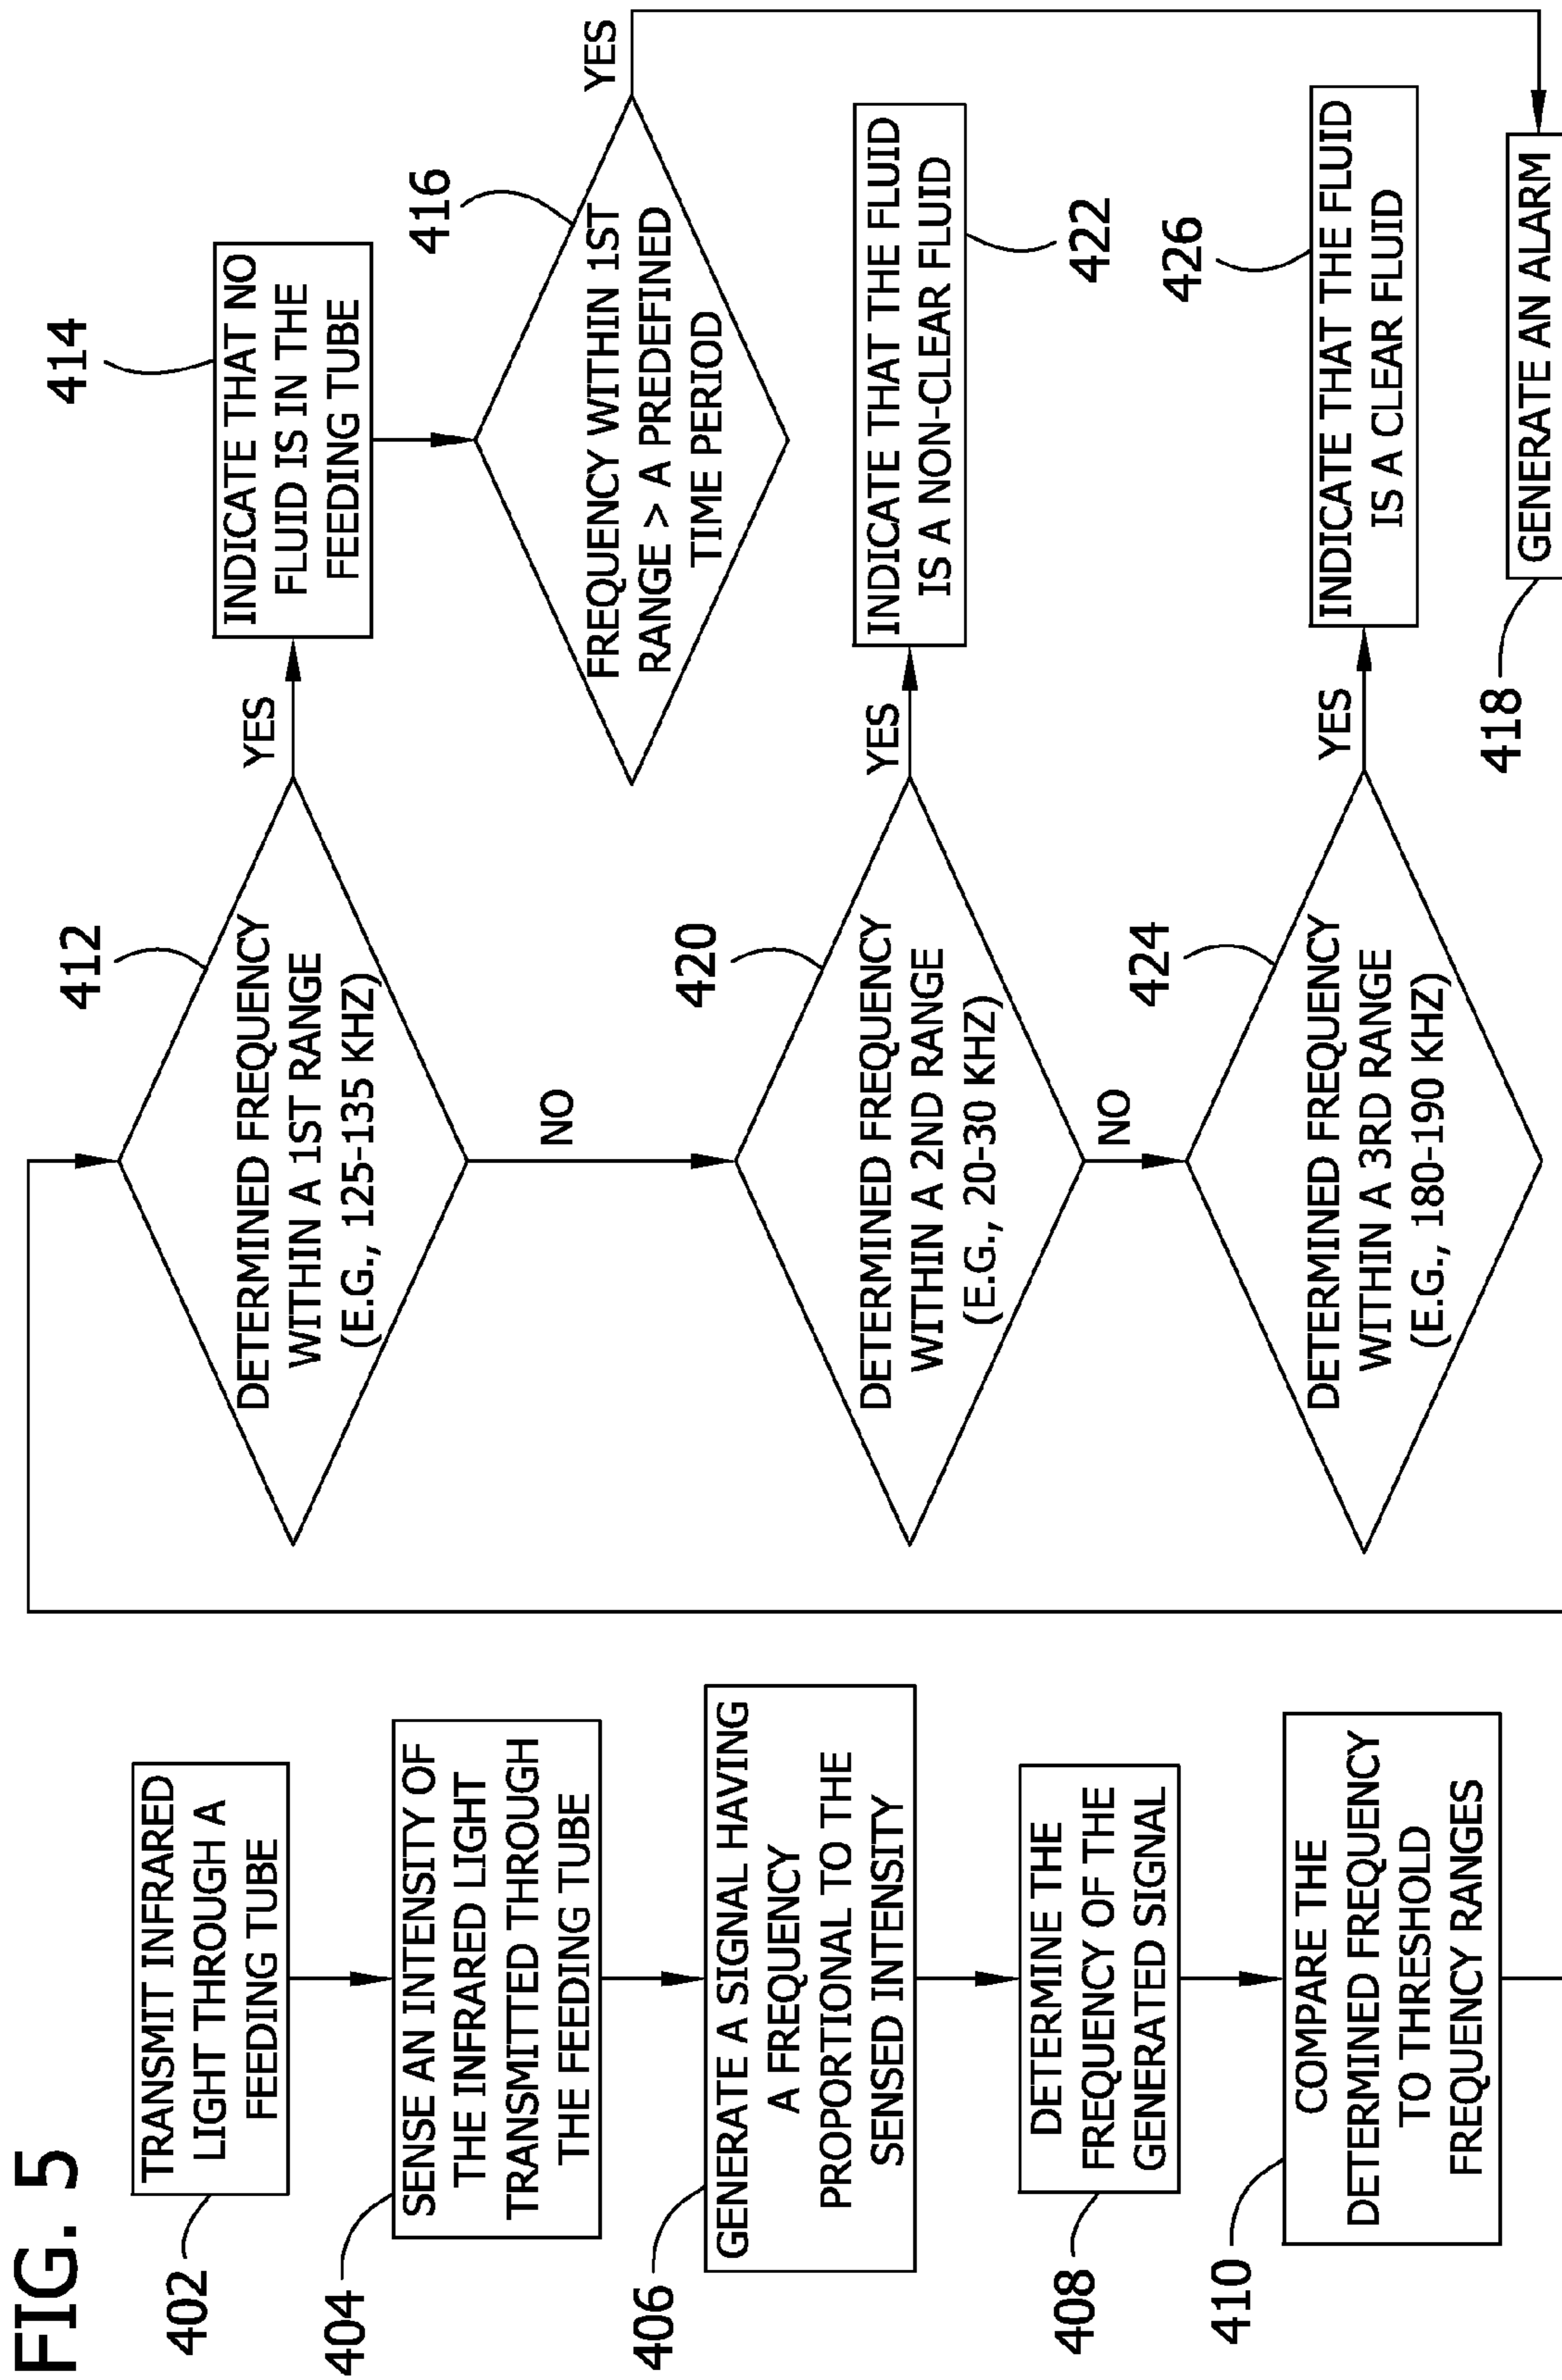 FIG. 5
402
TRANSMIT INFRARED
LIGHT THROUGH A
FEEDING TUBE
404
SENSE AN INTENSITY OF
THE INFRARED LIGHT
TRANSMITTED THROUGH
THE FEEDING TUBE
406
GENERATE A SIGNAL HAVING
A FREQUENCY
PROPORTIONAL TO THE
SENSED INTENSITY
408
DETERMINE THE
FREQUENCY OF THE
GENERATED SIGNAL
410
COMPARE THE
DETERMINED FREQUENCY
TO THRESHOLD
FREQUENCY RANGES
412
DETERMINED FREQUENCY
WITHIN A 1ST RANGE
(E.G., 125-135 KHZ)
YES
414
INDICATE THAT NO
FLUID IS IN THE
FEEDING TUBE
416
FREQUENCY WITHIN 1ST
RANGE > A PREDEFINED
TIME PERIOD
YES
NO
420
DETERMINED FREQUENCY
WITHIN A 2ND RANGE
(E.G., 20-30 KHZ)
YES
INDICATE THAT THE FLUID
IS A NON-CLEAR FLUID
422
NO
424
DETERMINED FREQUENCY
WITHIN A 3RD RANGE
(E.G., 180-190 KHZ)
YES
426
INDICATE THAT THE FLUID
IS A CLEAR FLUID
418
GENERATE AN ALARM